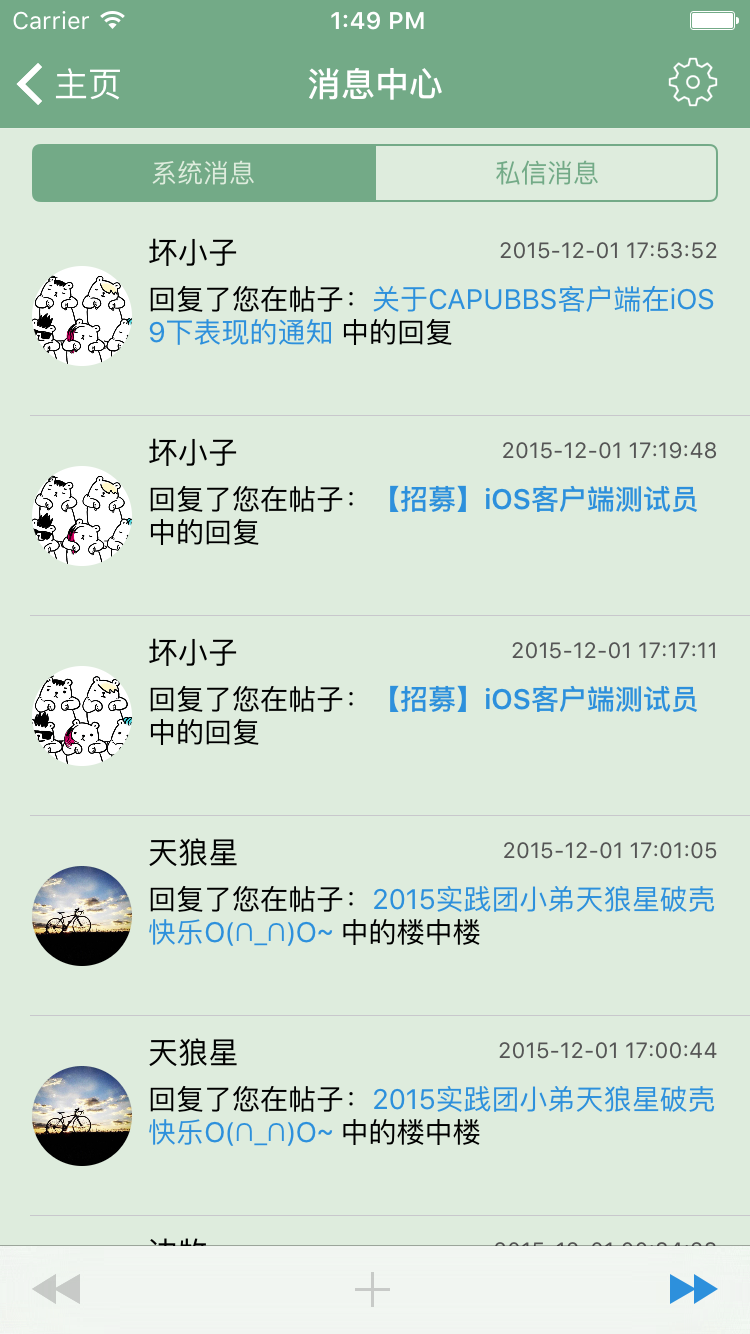 Carrier 1:49 PM
主页 消息中心
系统消息 私信消息
坏小子 2015-12-01 17:53:52
回复了您在帖子：关于CAPUBBS客户端在iOS
9下表现的通知 中的回复
坏小子 2015-12-01 17:19:48
回复了您在帖子：【招募】iOS客户端测试员
中的回复
坏小子 2015-12-01 17:17:11
回复了您在帖子：【招募】iOS客户端测试员
中的回复
天狼星 2015-12-01 17:01:05
回复了您在帖子：2015实践团小弟天狼星破壳
快乐O(∩_∩)O~ 中的楼中楼
天狼星 2015-12-01 17:00:44
回复了您在帖子：2015实践团小弟天狼星破壳
快乐O(∩_∩)O~ 中的楼中楼